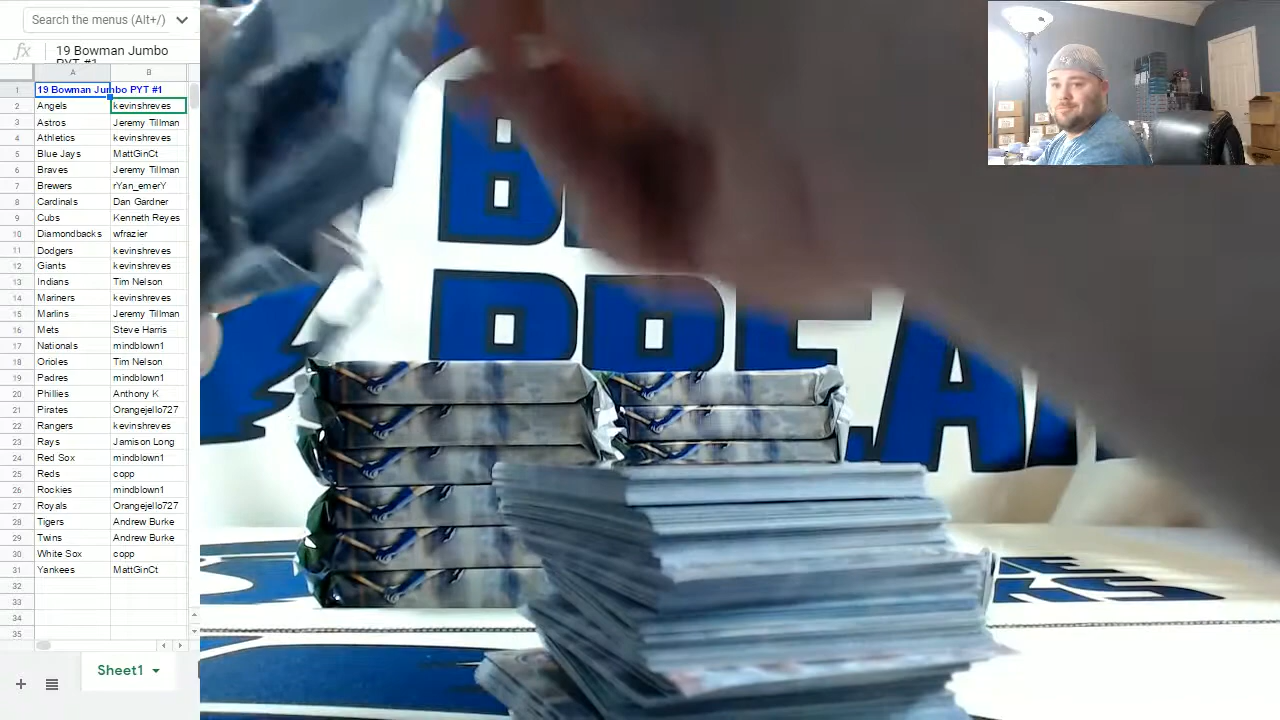 Search the menus (Alt+/)
fx
19 Bowman Jumbo
PYT #1
A B
1 19 Bowman Jumbo PYT #1
2 Angels kevinshreves
3 Astros Jeremy Tillman
4 Athletics kevinshreves
5 Blue Jays MattGinCt
6 Braves Jeremy Tillman
7 Brewers rYan_emerY
8 Cardinals Dan Gardner
9 Cubs Kenneth Reyes
10 Diamondbacks wfrazier
11 Dodgers kevinshreves
12 Giants kevinshreves
13 Indians Tim Nelson
14 Mariners kevinshreves
15 Marlins Jeremy Tillman
16 Mets Steve Harris
17 Nationals mindblown1
18 Orioles Tim Nelson
19 Padres mindblown1
20 Phillies Anthony K
21 Pirates Orangejello727
22 Rangers kevinshreves
23 Rays Jamison Long
24 Red Sox mindblown1
25 Reds copp
26 Rockies mindblown1
27 Royals Orangejello727
28 Tigers Andrew Burke
29 Twins Andrew Burke
30 White Sox copp
31 Yankees MattGinCt
32
33
34
35
Sheet1